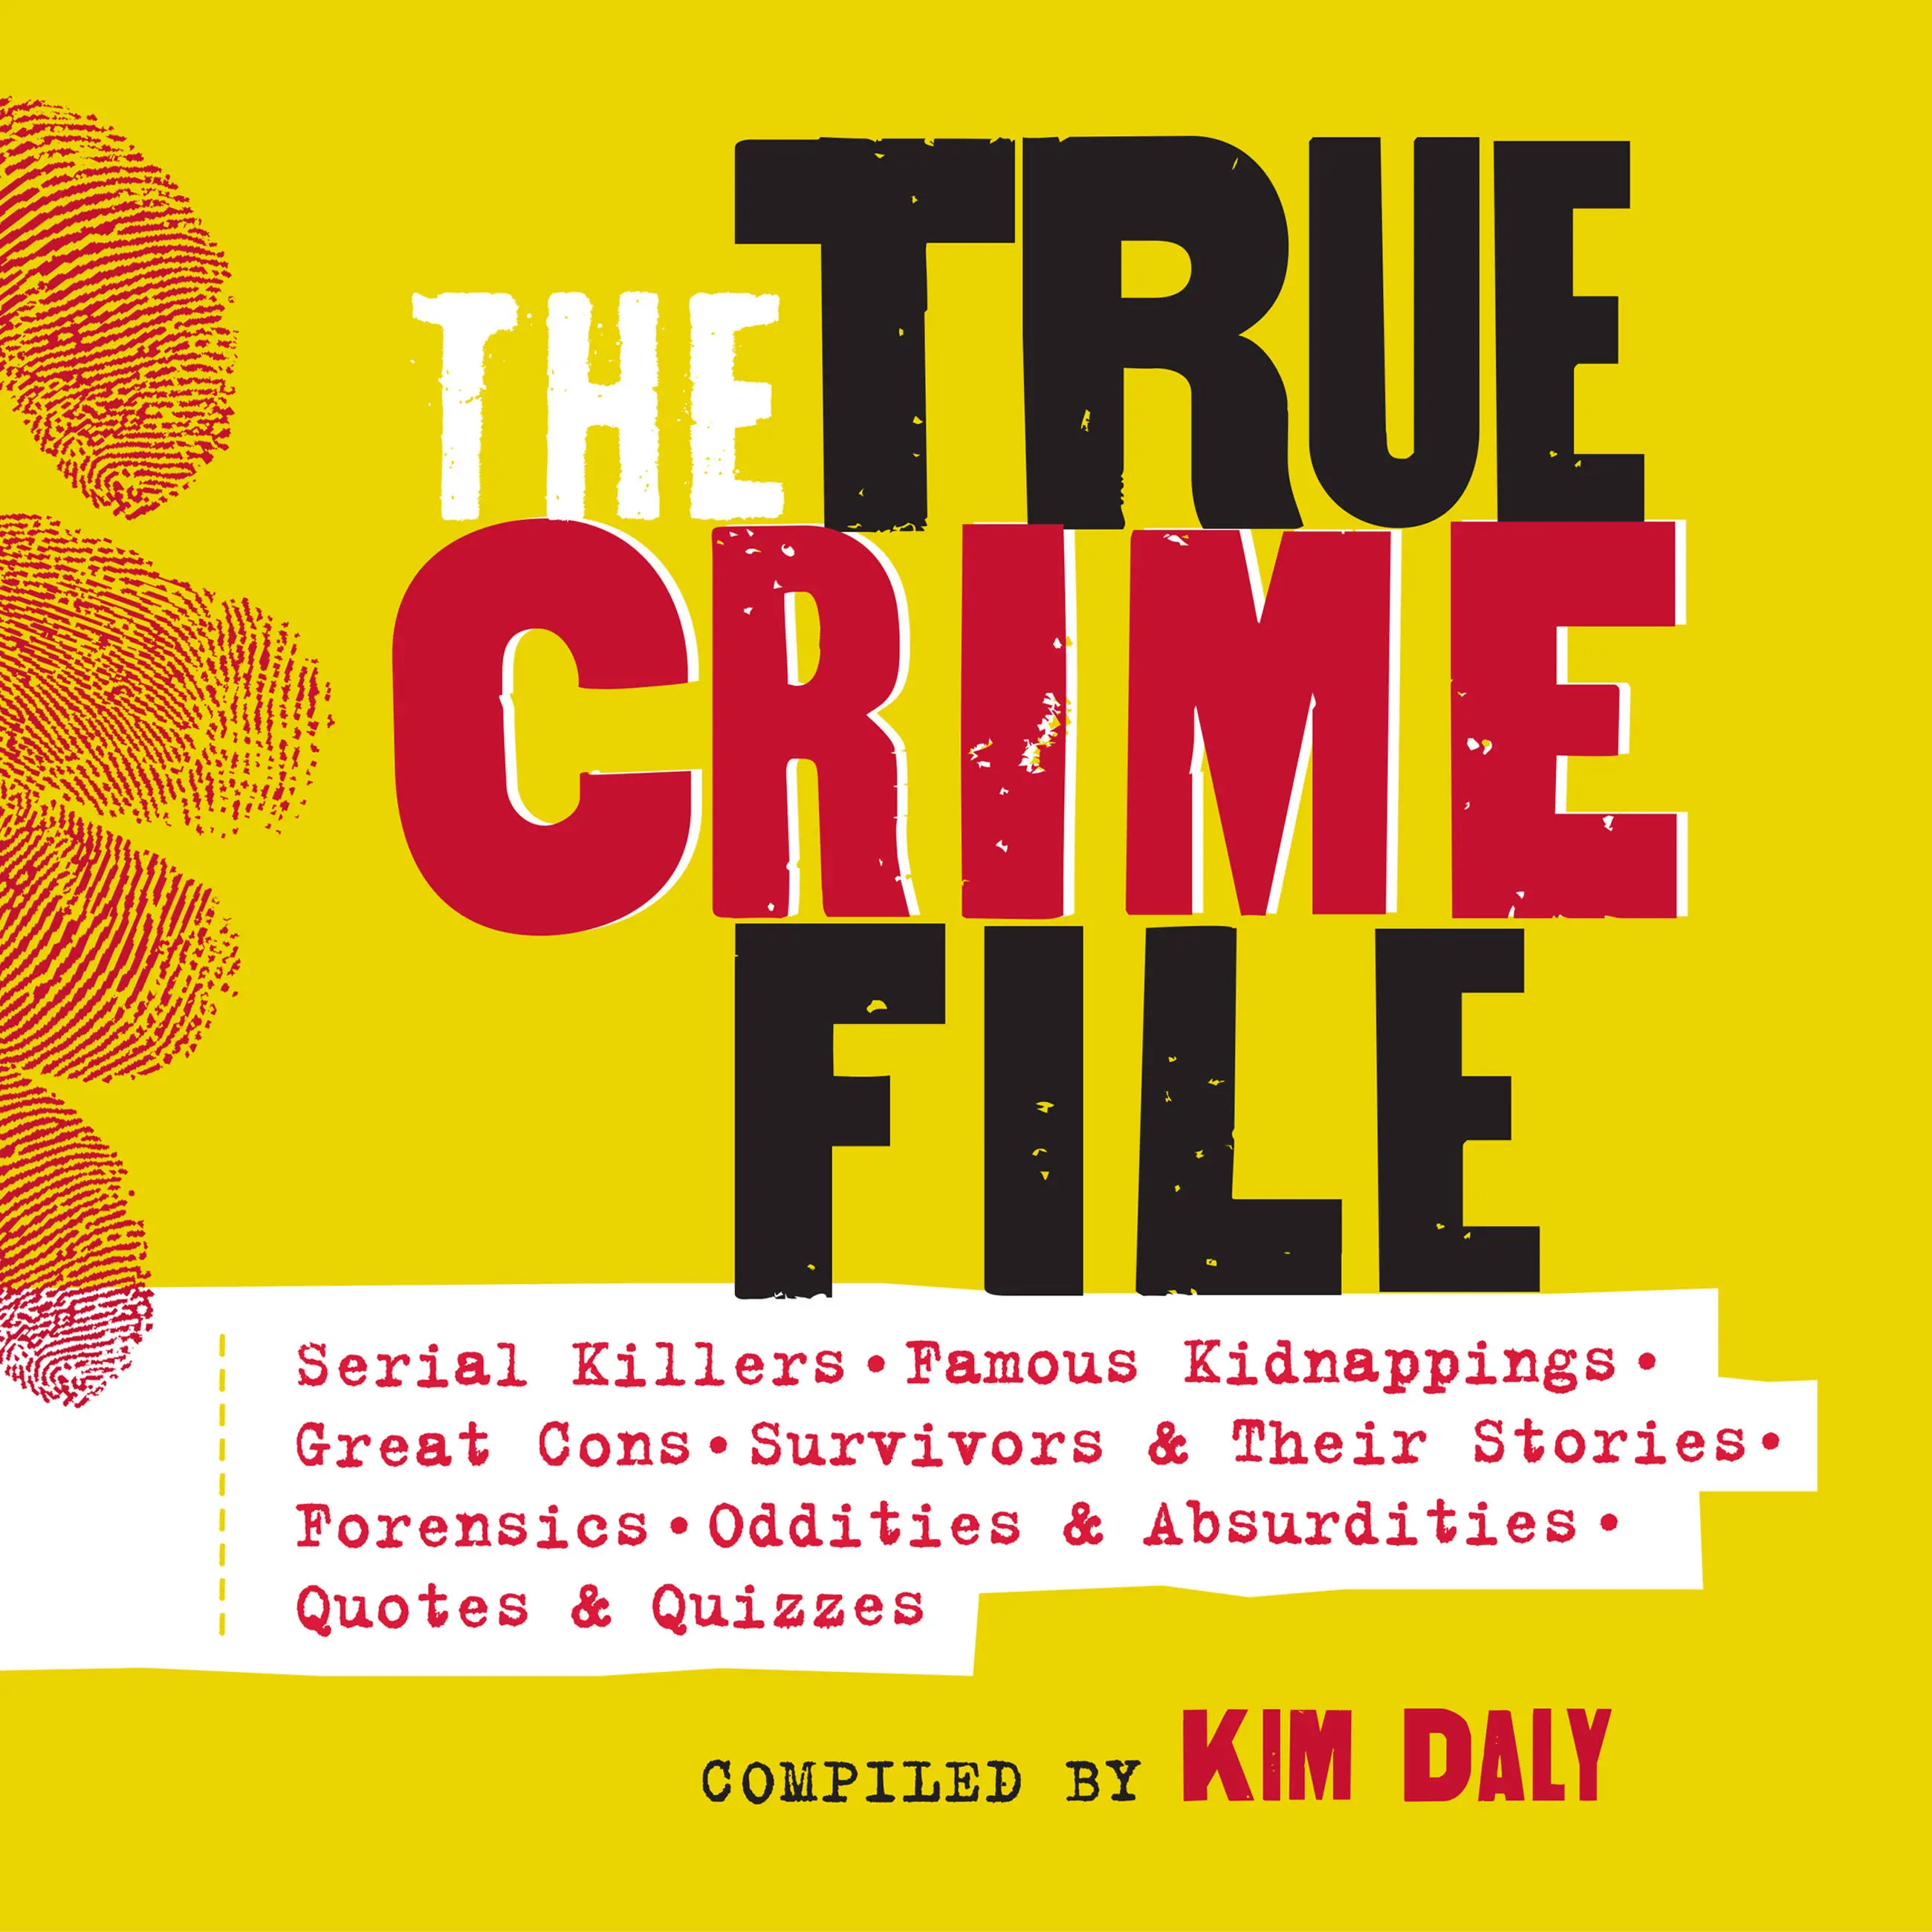 THE TRUE
CRIME
FILE
Serial Killers • Famous Kidnappings •
Great Cons • Survivors & Their Stories •
Forensics • Oddities & Absurdities •
Quotes & Quizzes
COMPILED BY KIM DALY